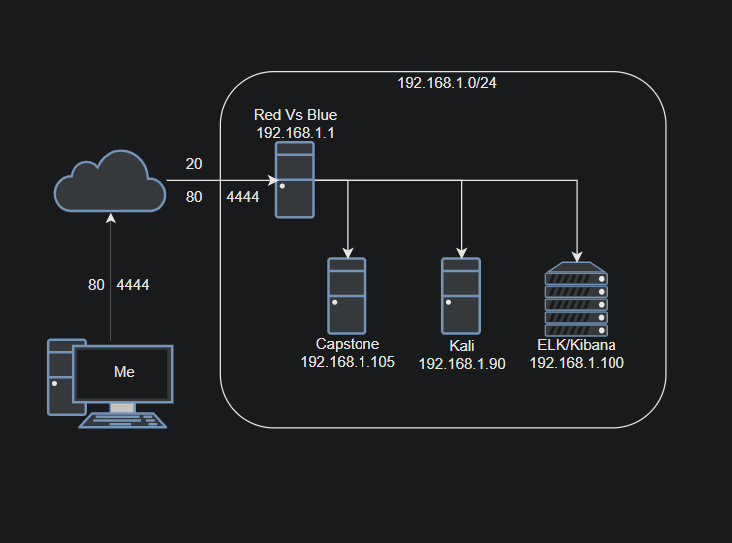 192.168.1.0/24
Red Vs Blue
192.168.1.1
20
80 4444
80 4444
Me
Capstone
192.168.1.105
Kali
192.168.1.90
ELK/Kibana
192.168.1.100